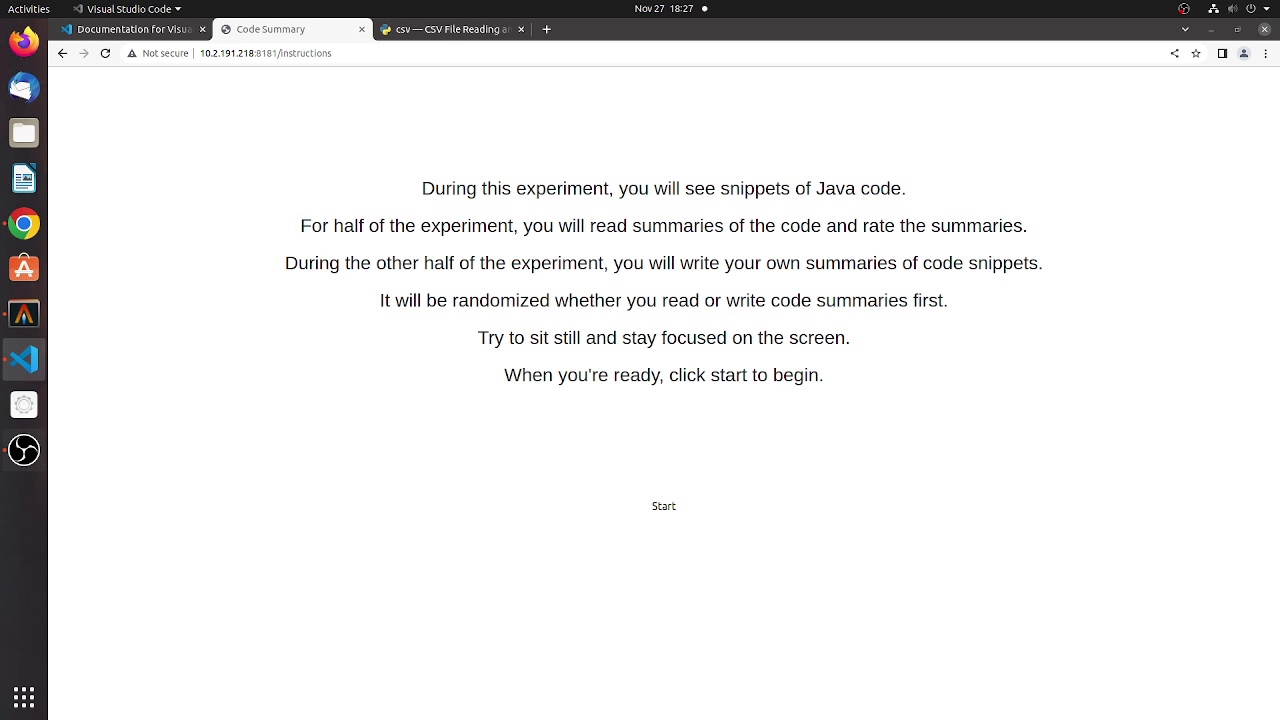 Activities
Visual Studio Code
Nov 27 18:27
Documentation for Visua
Code Summary
csv — CSV File Reading an
Not secure
10.2.191.218:8181/instructions
During this experiment, you will see snippets of Java code.
For half of the experiment, you will read summaries of the code and rate the summaries.
During the other half of the experiment, you will write your own summaries of code snippets.
It will be randomized whether you read or write code summaries first.
Try to sit still and stay focused on the screen.
When you're ready, click start to begin.
Start